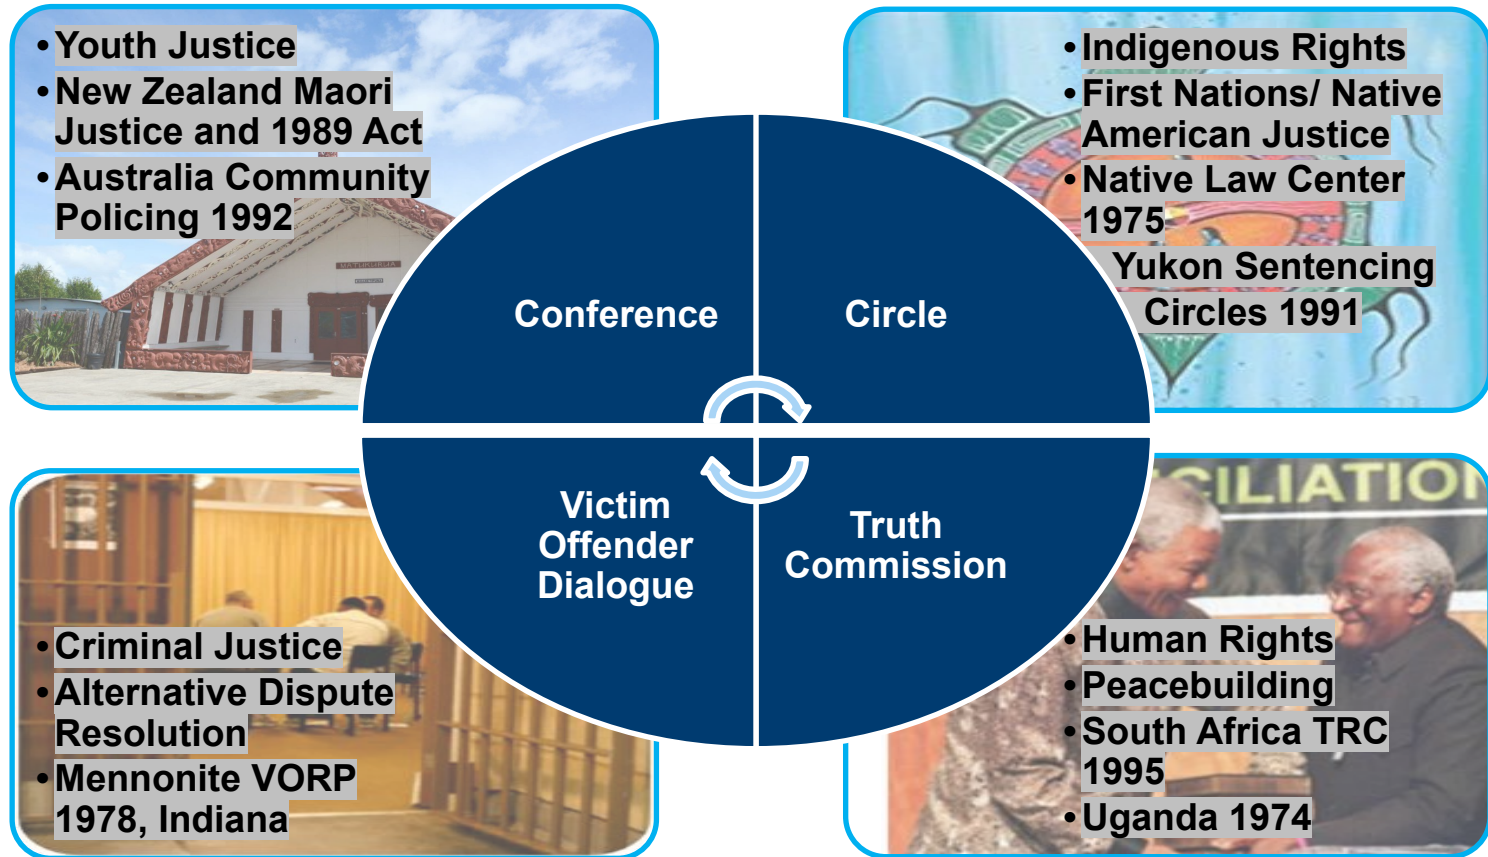 • Youth Justice
• New Zealand Maori
Justice and 1989 Act
• Australia Community
Policing 1992
• Indigenous Rights
• First Nations/ Native
American Justice
• Native Law Center
1975
Yukon Sentencing
Circles 1991
Conference
Circle
Victim
Offender
Dialogue
Truth
Commission
• Criminal Justice
• Alternative Dispute
Resolution
• Mennonite VORP
1978, Indiana
CILIATION
• Human Rights
• Peacebuilding
• South Africa TRC
1995
• Uganda 1974